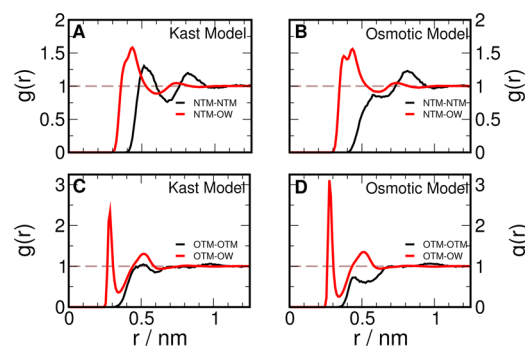 A Kast Model
B Osmotic Model
g(r)
2
1.5
1
0.5
0
NTM-NTM
NTM-OW
g(r)
2
1.5
1
0.5
0
NTM-NTM
NTM-OW
C Kast Model
D Osmotic Model
g(r)
3
2
1
0
OTM-OTM
OTM-OW
g(r)
3
2
1
0
OTM-OTM
OTM-OW
0 0.5 1
r / nm
0 0.5 1
r / nm